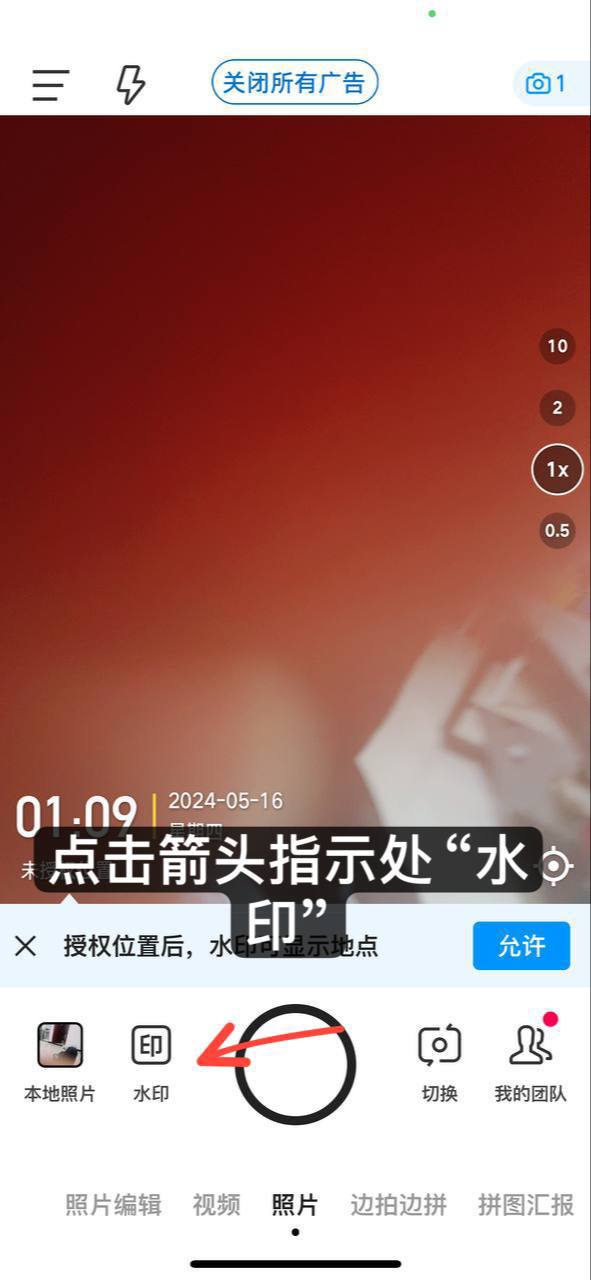 关闭所有广告
1
10
2
1x
0.5
01:09
2024-05-16
星期四
点击箭头指示处“水
印”
授权位置后，水印可显示地点
允许
印
本地照片
水印
切换
我的团队
照片编辑
视频
照片
边拍边拼
拼图汇报